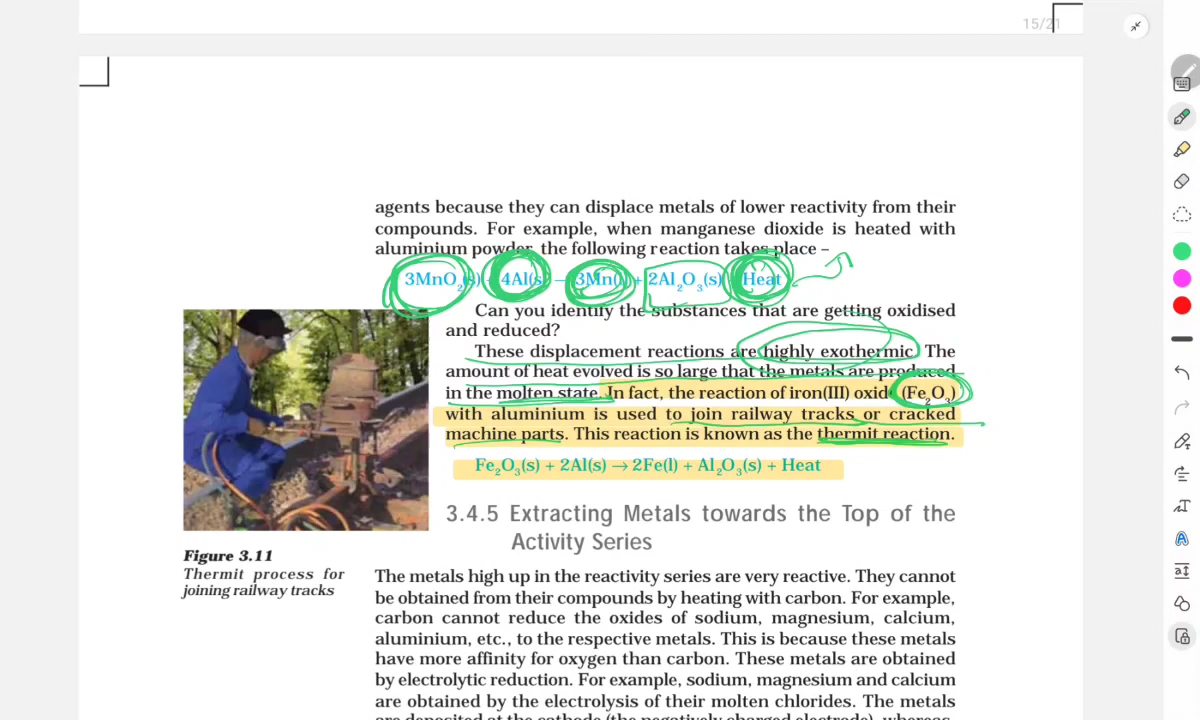 15/21
agents because they can displace metals of lower reactivity from their
compounds. For example, when manganese dioxide is heated with
aluminium powder, the following reaction takes place –
3MnO₂(s) + 4Al(s) → 3Mn(l) + 2Al₂O₃(s) + Heat
Can you identify the substances that are getting oxidised
and reduced?
These displacement reactions are highly exothermic. The
amount of heat evolved is so large that the metals are produced
in the molten state. In fact, the reaction of iron(III) oxide (Fe₂O₃)
with aluminium is used to join railway tracks or cracked
machine parts. This reaction is known as the thermit reaction.
Fe₂O₃(s) + 2Al(s) → 2Fe(l) + Al₂O₃(s) + Heat
3.4.5 Extracting Metals towards the Top of the
Activity Series
Figure 3.11
Thermit process for
joining railway tracks
The metals high up in the reactivity series are very reactive. They cannot
be obtained from their compounds by heating with carbon. For example,
carbon cannot reduce the oxides of sodium, magnesium, calcium,
aluminium, etc., to the respective metals. This is because these metals
have more affinity for oxygen than carbon. These metals are obtained
by electrolytic reduction. For example, sodium, magnesium and calcium
are obtained by the electrolysis of their molten chlorides. The metals
are deposited at the cathode (the negatively charged electrode), whereas,